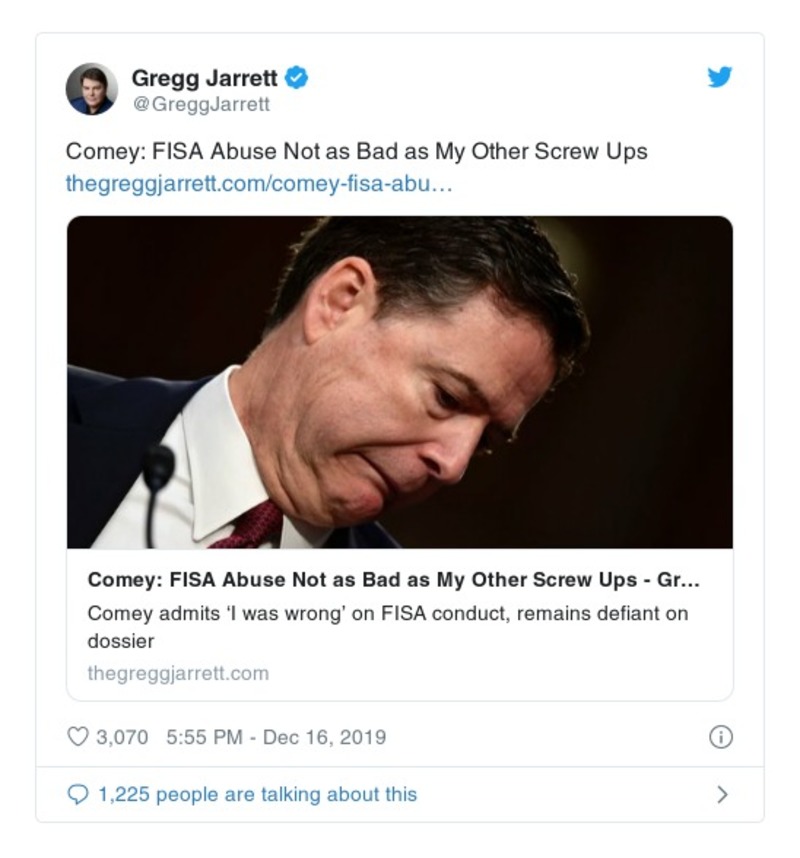 Gregg Jarrett
@GreggJarrett
Comey: FISA Abuse Not as Bad as My Other Screw Ups
thegreggjarrett.com/comey-fisa-abu…
Comey: FISA Abuse Not as Bad as My Other Screw Ups - Gr...
Comey admits ‘I was wrong’ on FISA conduct, remains defiant on
dossier
thegreggjarrett.com
3,070 5:55 PM - Dec 16, 2019
1,225 people are talking about this